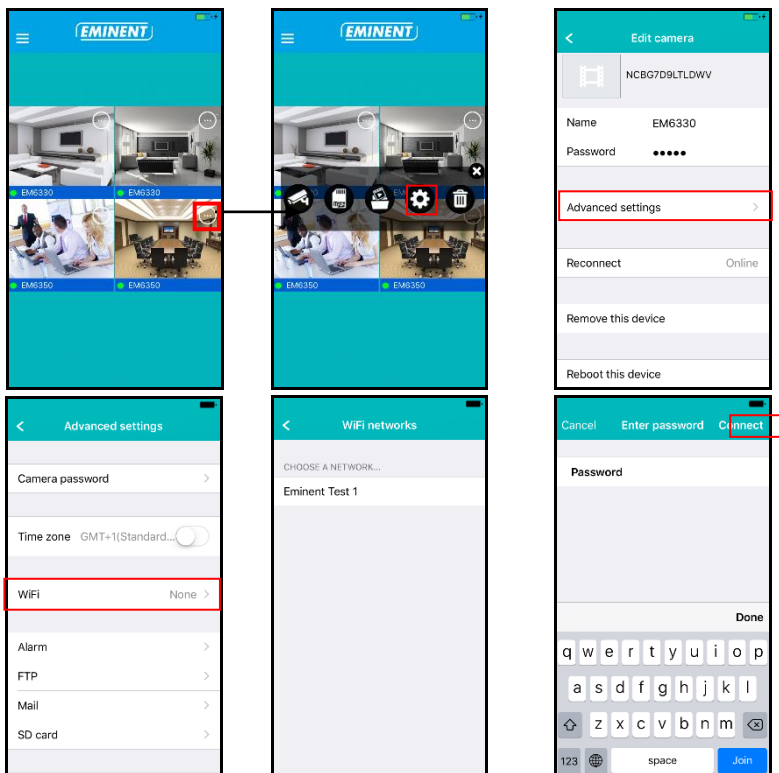 EMINENT
EM6330
EM6330
EM6350
EM6350
EMINENT
EM6350
EM6350
Edit camera
NCBG7D9LTLDWV
Name EM6330
Password •••••
Advanced settings
Reconnect Online
Remove this device
Reboot this device
Advanced settings
Camera password
Time zone GMT+1(Standard...
WiFi None
Alarm
FTP
Mail
SD card
WiFi networks
CHOOSE A NETWORK...
Eminent Test 1
Cancel Enter password Connect
Password
Done
q w e r t y u i o p
a s d f g h j k l
z x c v b n m
123 space Join